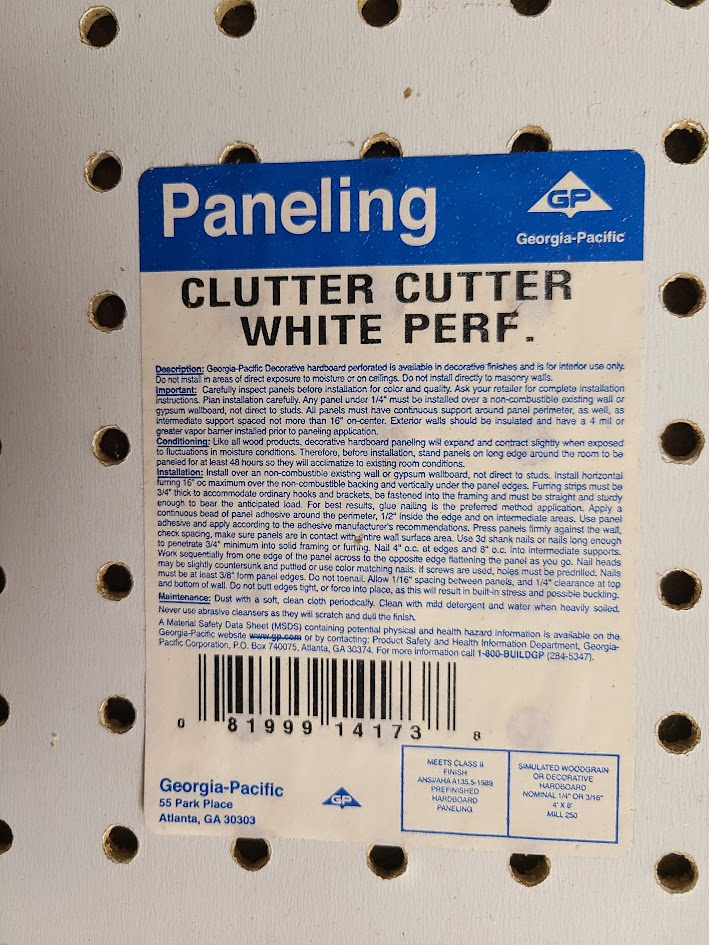 Paneling
GP
Georgia-Pacific
CLUTTER CUTTER
WHITE PERF.
Description: Georgia-Pacific Decorative hardboard perforated is available in decorative finishes and is for interior use only.
Do not install in areas of direct exposure to moisture or on ceilings. Do not install directly to masonry walls.
Important: Carefully inspect panels before installation for color and quality. Ask your retailer for complete installation
instructions. Plan installation carefully. Any panel under 1/4" must be installed over a non-combustible existing wall or
gypsum wallboard, not direct to studs. All panels must have continuous support around panel perimeter, as well, as
intermediate support spaced not more than 16" on-center. Exterior walls should be insulated and have a 4 mil or
greater vapor barrier installed prior to paneling application.
Conditioning: Like all wood products, decorative hardboard paneling will expand and contract slightly when exposed
to fluctuations in moisture conditions. Therefore, before installation, stand panels on long edge around the room to be
paneled for at least 48 hours so they will acclimatize to existing room conditions.
Installation: Install over an non-combustible existing wall or gypsum wallboard, not direct to studs. Install horizontal
furring 16" oc maximum over the non-combustible backing and vertically under the panel edges. Furring strips must be
3/4" thick to accommodate ordinary hooks and brackets, be fastened into the framing and must be straight and sturdy
enough to bear the anticipated load. For best results, glue nailing is the preferred method application. Apply a
continuous bead of panel adhesive around the perimeter, 1/2" inside the edge and on intermediate areas. Use panel
adhesive and apply according to the adhesive manufacturer's recommendations. Press panels firmly against the wall,
check spacing, make sure panels are in contact with entire wall surface area. Use 3d shank nails or nails long enough
to penetrate 3/4" minimum into solid framing or furring. Nail 4" o.c. at edges and 8" o.c. into intermediate supports.
Work sequentially from one edge of the panel across to the opposite edge flattening the panel as you go. Nail heads
may be slightly countersunk and puttied or use color matching nails. If screws are used, holes must be predrilled. Nails
must be at least 3/8" form panel edges. Do not toenail. Allow 1/16" spacing between panels, and 1/4" clearance at top
and bottom of wall. Do not butt edges tight, or force into place, as this will result in built-in stress and possible buckling.
Maintenance: Dust with a soft, clean cloth periodically. Clean with mild detergent and water when heavily soiled.
Never use abrasive cleansers as they will scratch and dull the finish.
A Material Safety Data Sheet (MSDS) containing potential physical and health hazard information is available on the
Georgia-Pacific website www.gp.com or by contacting: Product Safety and Health Information Department, Georgia-
Pacific Corporation, P.O. Box 740075, Atlanta, GA 30374. For more information call 1-800-BUILDGP (284-5347).
0 81999 14173 8
Georgia-Pacific
55 Park Place
Atlanta, GA 30303
GP
MEETS CLASS II
FINISH
ANSI/AHA A135.5-1989
PREFINISHED
HARDBOARD
PANELING
SIMULATED WOODGRAIN
OR DECORATIVE
HARDBOARD
NOMINAL 1/4" OR 3/16"
4' X 8'
MILL 250